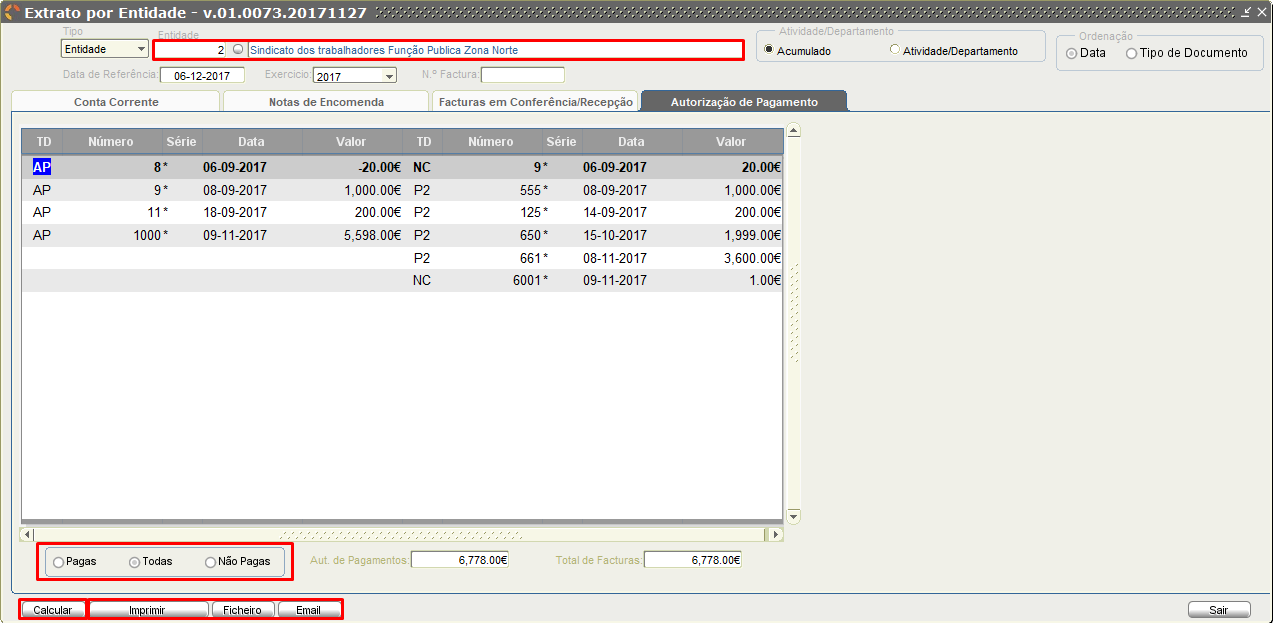 Extrato por Entidade - v.01.0073.20171127
Tipo Entidade Atividade/Departamento Ordenação
Entidade 2 Sindicato dos trabalhadores Função Publica Zona Norte Acumulado Atividade/Departamento Data Tipo de Documento
Data de Referência: 06-12-2017 Exercicio: 2017 N.º Factura:
Conta Corrente Notas de Encomenda Facturas em Conferência/Recepção Autorização de Pagamento
TD Número Série Data Valor TD Número Série Data Valor
AP 8 * 06-09-2017 -20.00€ NC 9 * 06-09-2017 20.00€
AP 9 * 08-09-2017 1,000.00€ P2 555 * 08-09-2017 1,000.00€
AP 11 * 18-09-2017 200.00€ P2 125 * 14-09-2017 200.00€
AP 1000 * 09-11-2017 5,598.00€ P2 650 * 15-10-2017 1,999.00€
P2 661 * 08-11-2017 3,600.00€
NC 6001 * 09-11-2017 1.00€
Pagas Todas Não Pagas Aut. de Pagamentos: 6,778.00€ Total de Facturas: 6,778.00€
Calcular Imprimir Ficheiro Email Sair